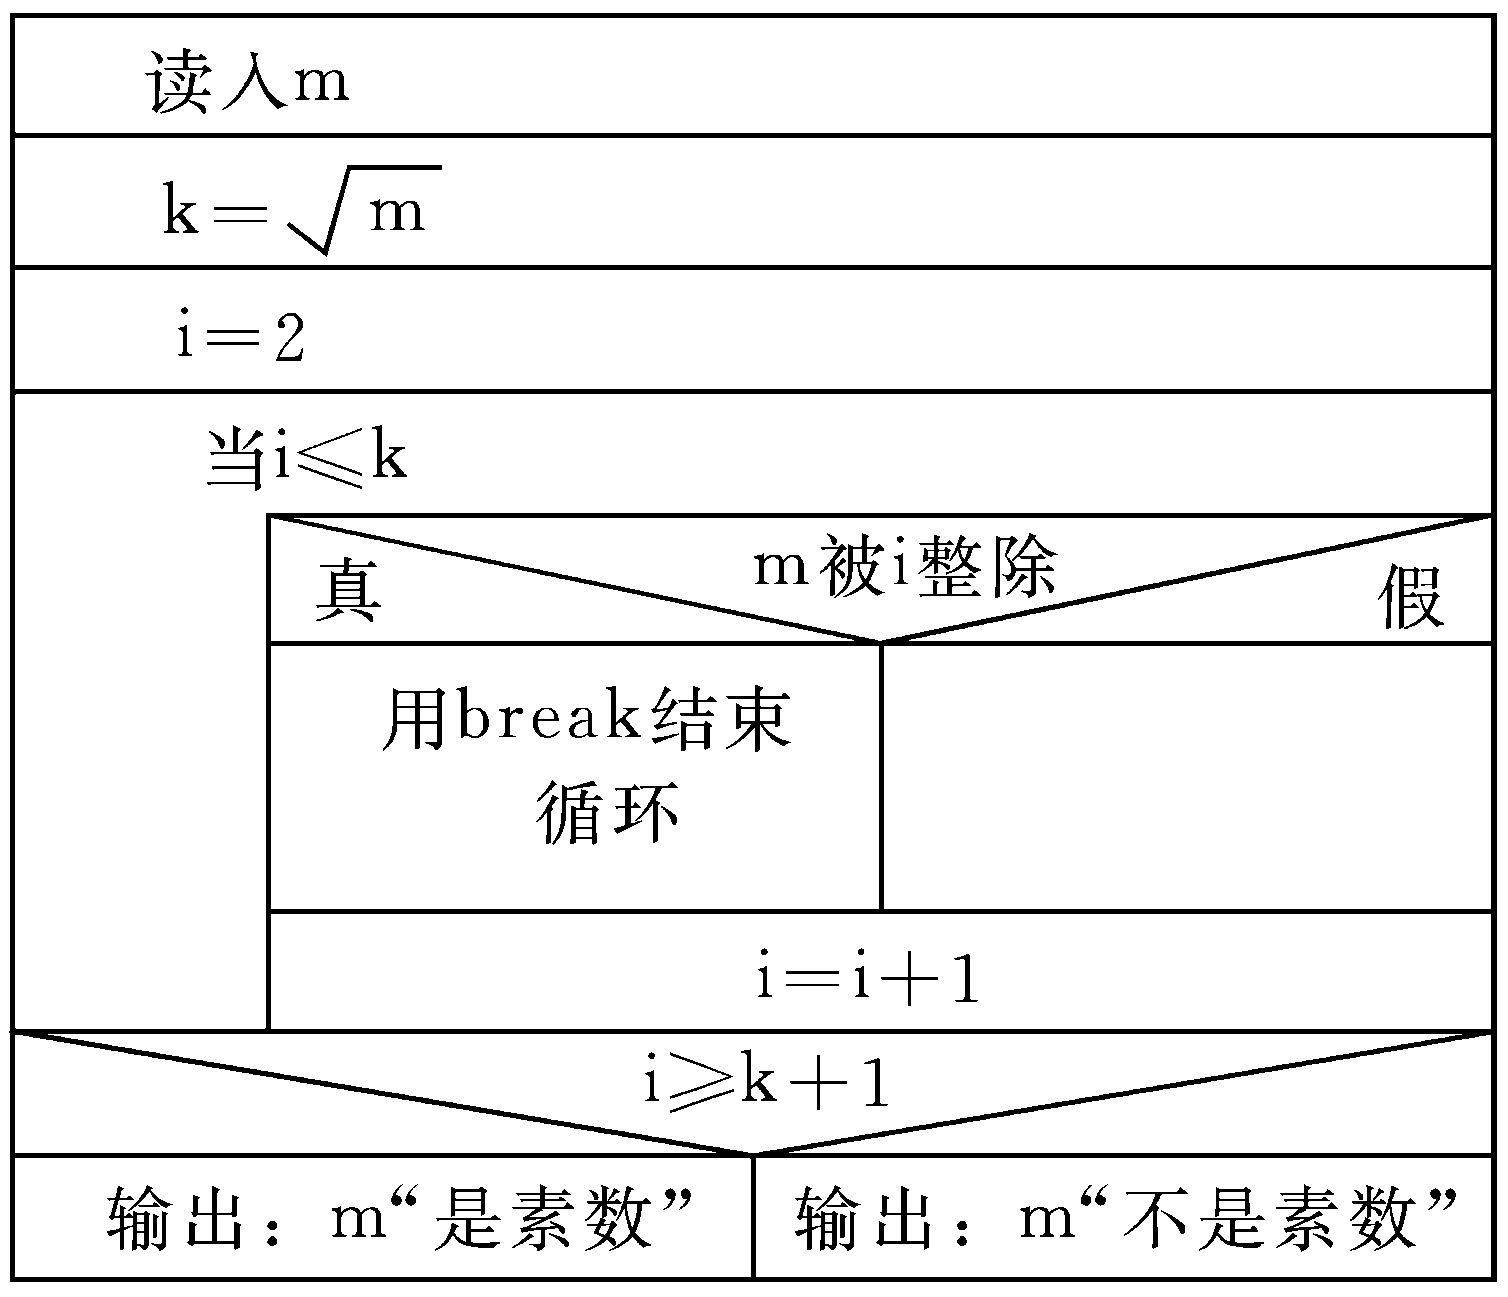 读入m
k=√m
i=2
当i≤k
m被i整除
真
假
用break结束
循环
i=i+1
i≥k+1
输出：m“是素数”
输出：m“不是素数”